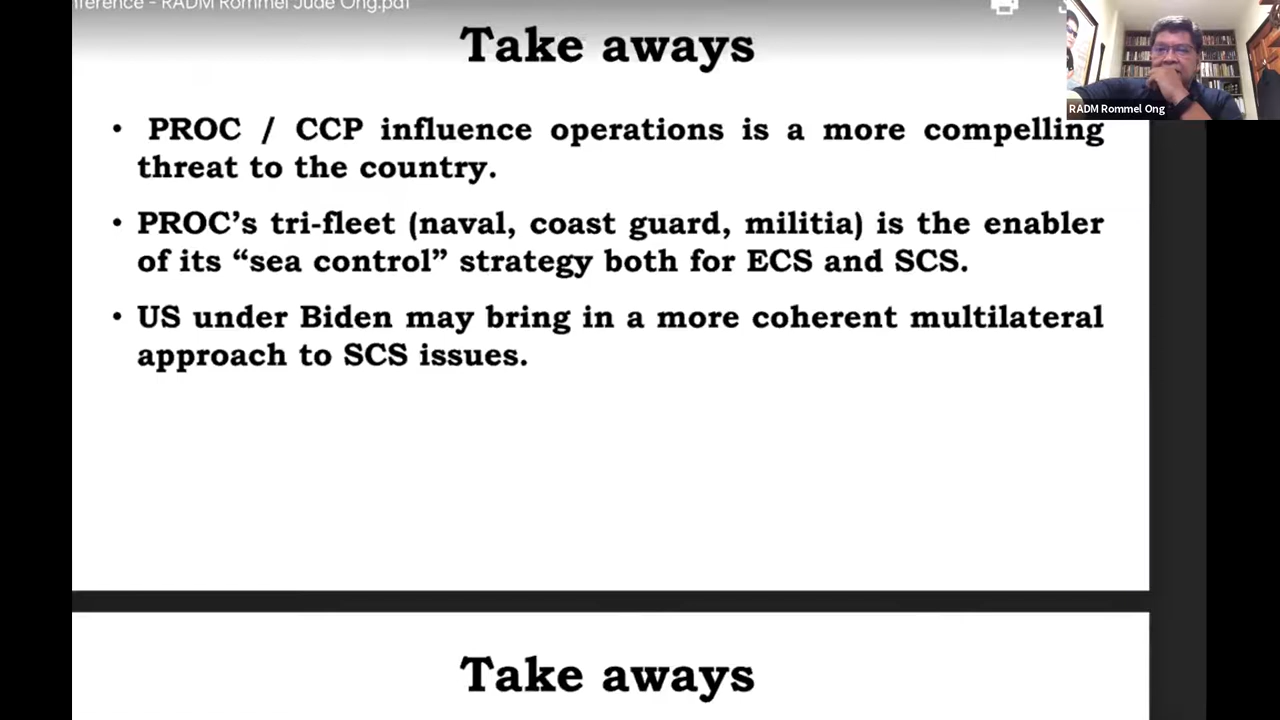 ference - RADM Rommel Jude Ong.pdf
Take aways
RADM Rommel Ong
• PROC / CCP influence operations is a more compelling
threat to the country.
• PROC’s tri-fleet (naval, coast guard, militia) is the enabler
of its “sea control” strategy both for ECS and SCS.
• US under Biden may bring in a more coherent multilateral
approach to SCS issues.
Take aways